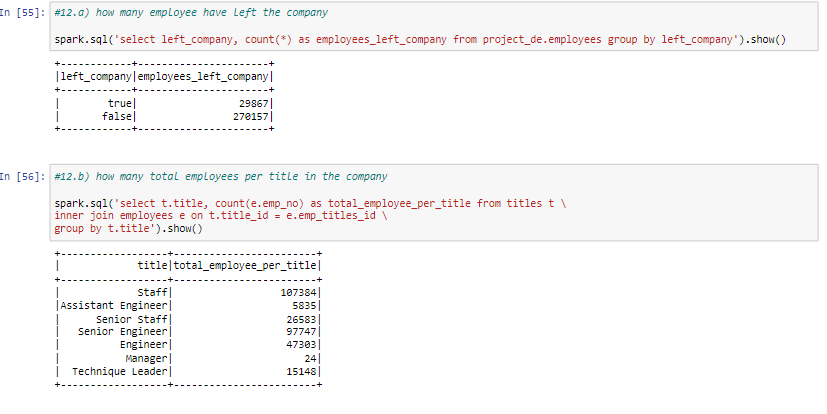 In [55]: #12.a) how many employee have Left the company
spark.sql('select left_company, count(*) as employees_left_company from project_de.employees group by left_company').show()
+------------+----------------------+
|left_company|employees_left_company|
+------------+----------------------+
|        true|                 29867|
|       false|                270157|
+------------+----------------------+
In [56]: #12.b) how many total employees per title in the company
spark.sql('select t.title, count(e.emp_no) as total_employee_per_title from titles t \
inner join employees e on t.title_id = e.emp_titles_id \
group by t.title').show()
+------------------+------------------------+
|             title|total_employee_per_title|
+------------------+------------------------+
|             Staff|                  107384|
|Assistant Engineer|                    5835|
|      Senior Staff|                   26583|
|   Senior Engineer|                   97747|
|          Engineer|                   47303|
|           Manager|                      24|
|  Technique Leader|                   15148|
+------------------+------------------------+